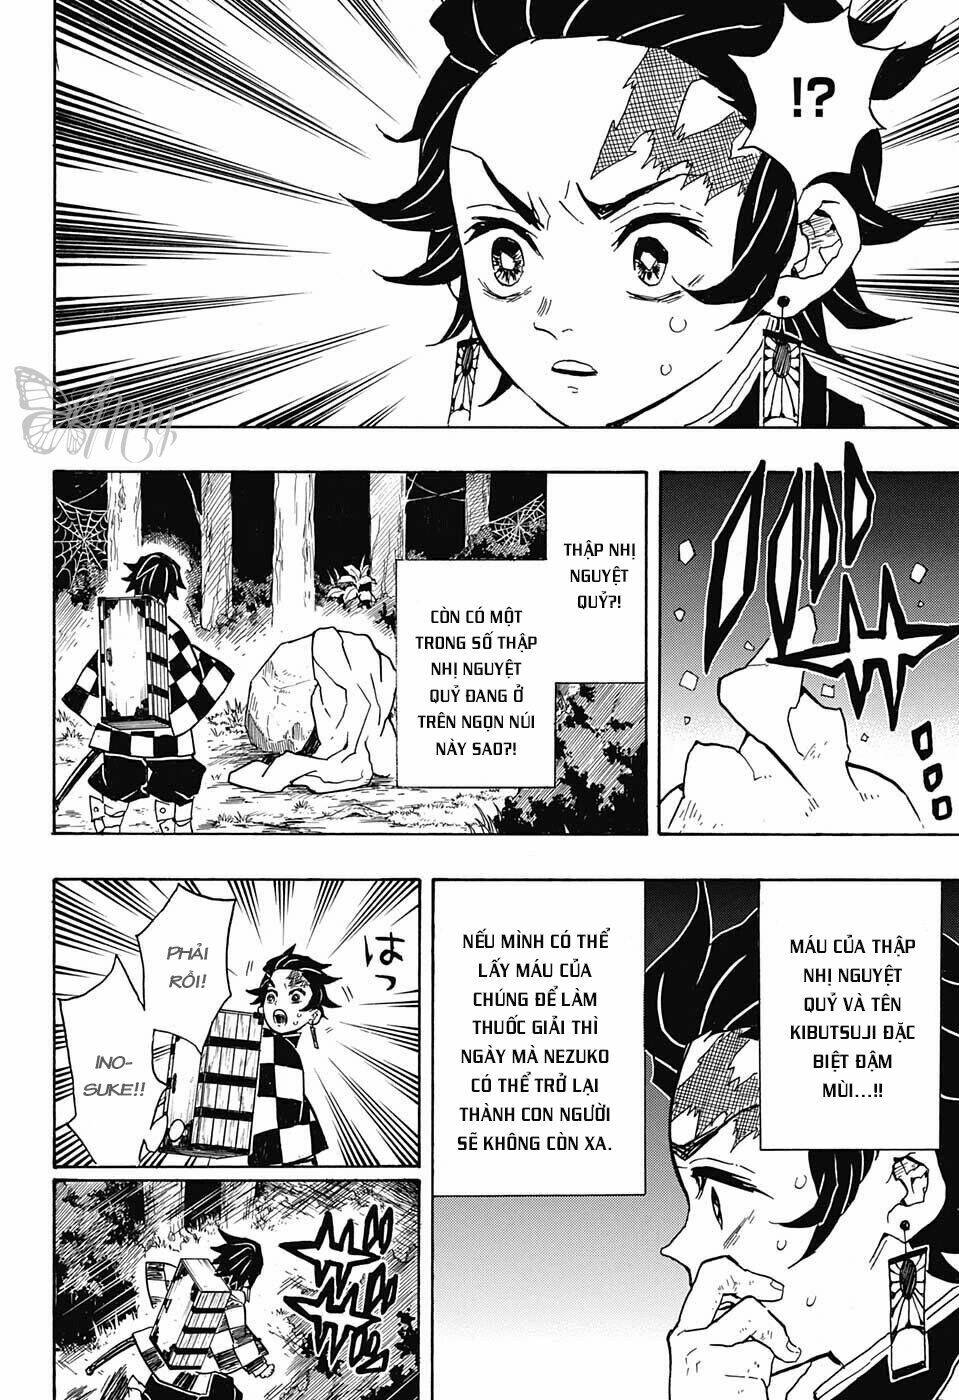 !?
THẬP NHỊ
NGUYỆT
QUỶ?!
CÒN CÓ MỘT
TRONG SỐ THẬP
NHỊ NGUYỆT
QUỶ ĐANG Ở
TRÊN NGỌN NÚI
NÀY SAO?!
MÁU CỦA THẬP
NHỊ NGUYỆT
QUỶ VÀ TÊN
KIBUTSUJI ĐẶC
BIỆT ĐẬM
MÙI...!!
NẾU MÌNH CÓ THỂ
LẤY MÁU CỦA
CHÚNG ĐỂ LÀM
THUỐC GIẢI THÌ
NGÀY MÀ NEZUKO
CÓ THỂ TRỞ LẠI
THÀNH CON NGƯỜI
SẼ KHÔNG CÒN XA.
はっ
PHẢI
RỒI!
INO-
SUKE!!